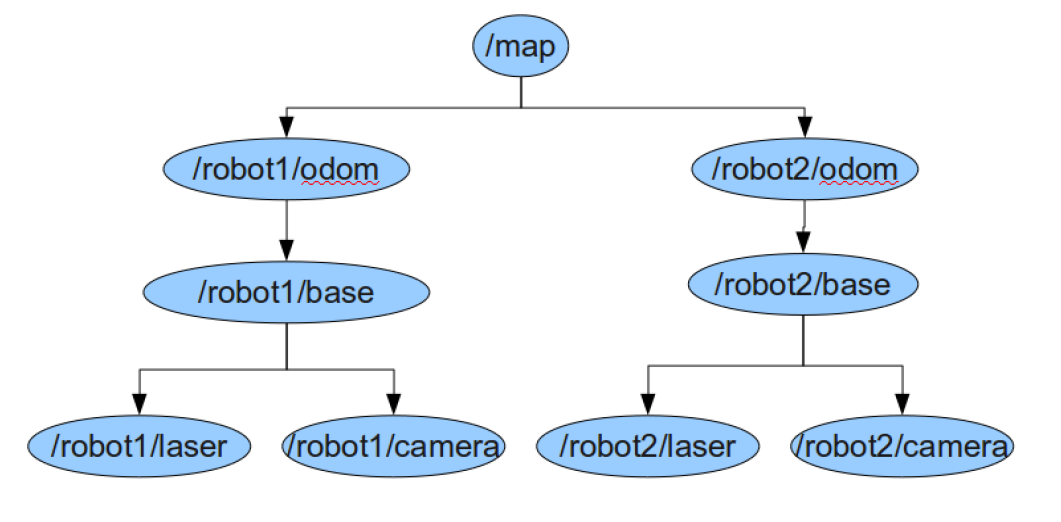 /map
/robot1/odom
/robot2/odom
/robot1/base
/robot2/base
/robot1/laser
/robot1/camera
/robot2/laser
/robot2/camera